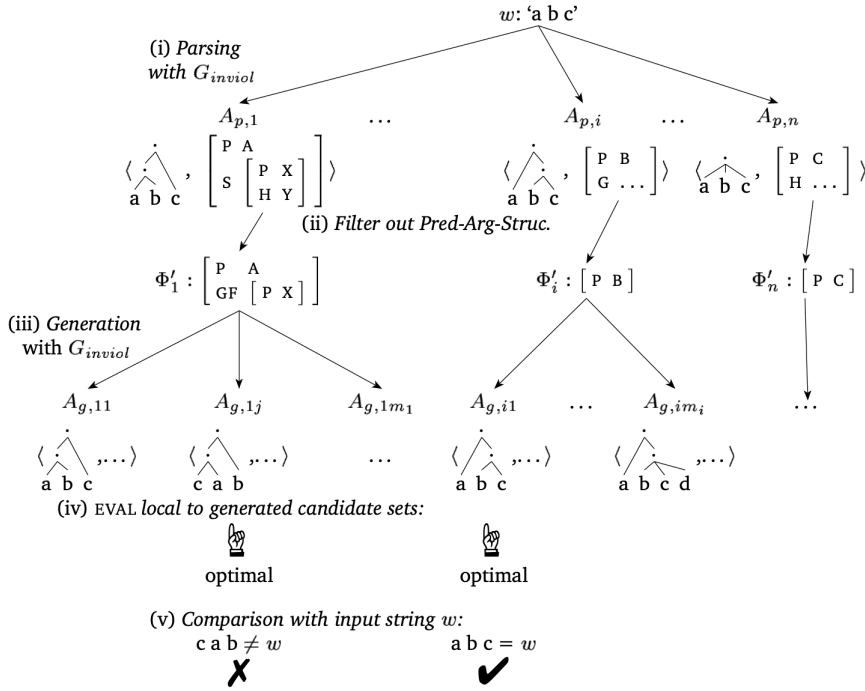 w: ‘a b c’
(i) Parsing
with G_inviol
A_p,1 ... A_p,i ... A_p,n
⟨ a b c , [ P A S [ P X H Y ] ] ⟩ ⟨ a b c , [ P B G ... ] ⟩ ⟨ a b c , [ P C H ... ] ⟩
(ii) Filter out Pred-Arg-Struc.
Φ′_1 : [ P A GF [ P X ] ] Φ′_i : [ P B ] Φ′_n : [ P C ]
(iii) Generation
with G_inviol
A_g,11 A_g,1j A_g,1m_1 A_g,i1 ... A_g,im_i ...
⟨ a b c ,...⟩ ⟨ c a b ,...⟩ ... ⟨ a b c ,...⟩ ⟨ a b c d ,...⟩
(iv) EVAL local to generated candidate sets:
☝ ☝
optimal optimal
(v) Comparison with input string w:
c a b ≠ w a b c = w
✗ ✔